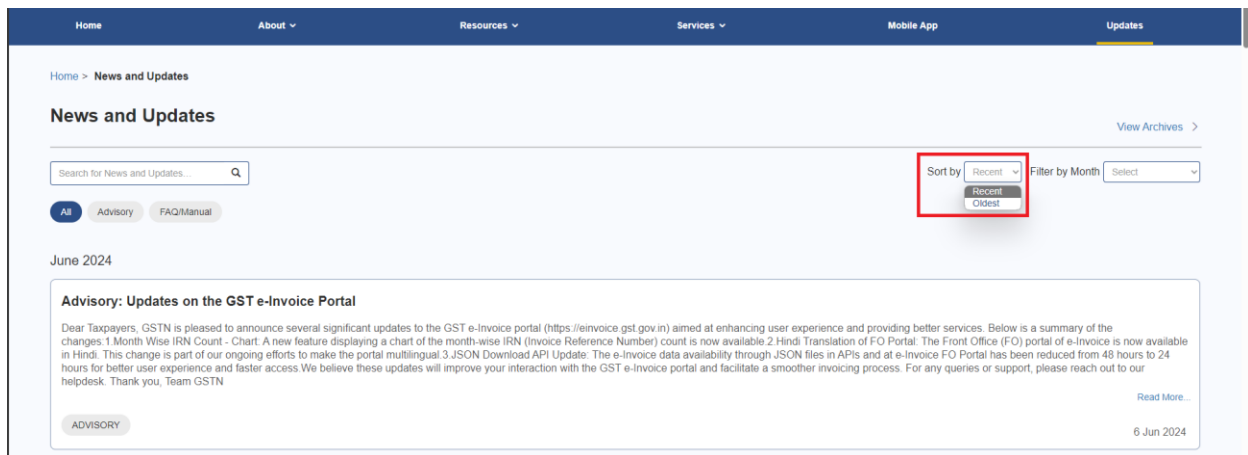 Home About Resources Services Mobile App Updates
Home > News and Updates
News and Updates
View Archives >
Search for News and Updates... Sort by Recent Filter by Month Select
Recent
Oldest
All Advisory FAQ/Manual
June 2024
Advisory: Updates on the GST e-Invoice Portal
Dear Taxpayers, GSTN is pleased to announce several significant updates to the GST e-Invoice portal (https://einvoice.gst.gov.in) aimed at enhancing user experience and providing better services. Below is a summary of the
changes:1.Month Wise IRN Count - Chart: A new feature displaying a chart of the month-wise IRN (Invoice Reference Number) count is now available.2.Hindi Translation of FO Portal: The Front Office (FO) portal of e-Invoice is now available
in Hindi. This change is part of our ongoing efforts to make the portal multilingual.3.JSON Download API Update: The e-Invoice data availability through JSON files in APIs and at e-Invoice FO Portal has been reduced from 48 hours to 24
hours for better user experience and faster access.We believe these updates will improve your interaction with the GST e-Invoice portal and facilitate a smoother invoicing process. For any queries or support, please reach out to our
helpdesk. Thank you, Team GSTN
Read More...
ADVISORY
6 Jun 2024